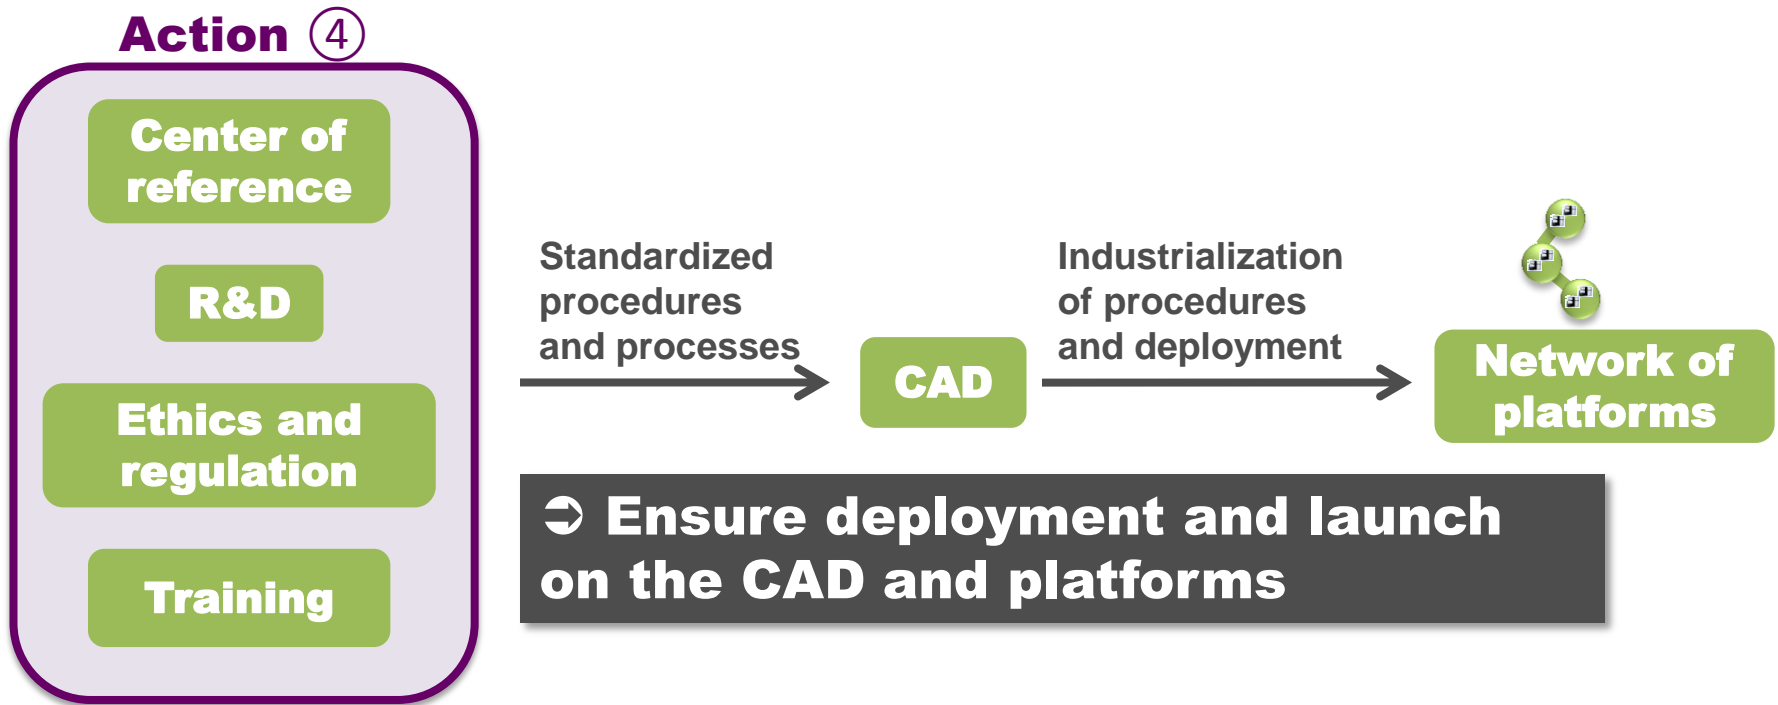 Action ④
Center of
reference
R&D
Ethics and
regulation
Training
Standardized
procedures
and processes
CAD
Industrialization
of procedures
and deployment
Network of
platforms
➲ Ensure deployment and launch
on the CAD and platforms